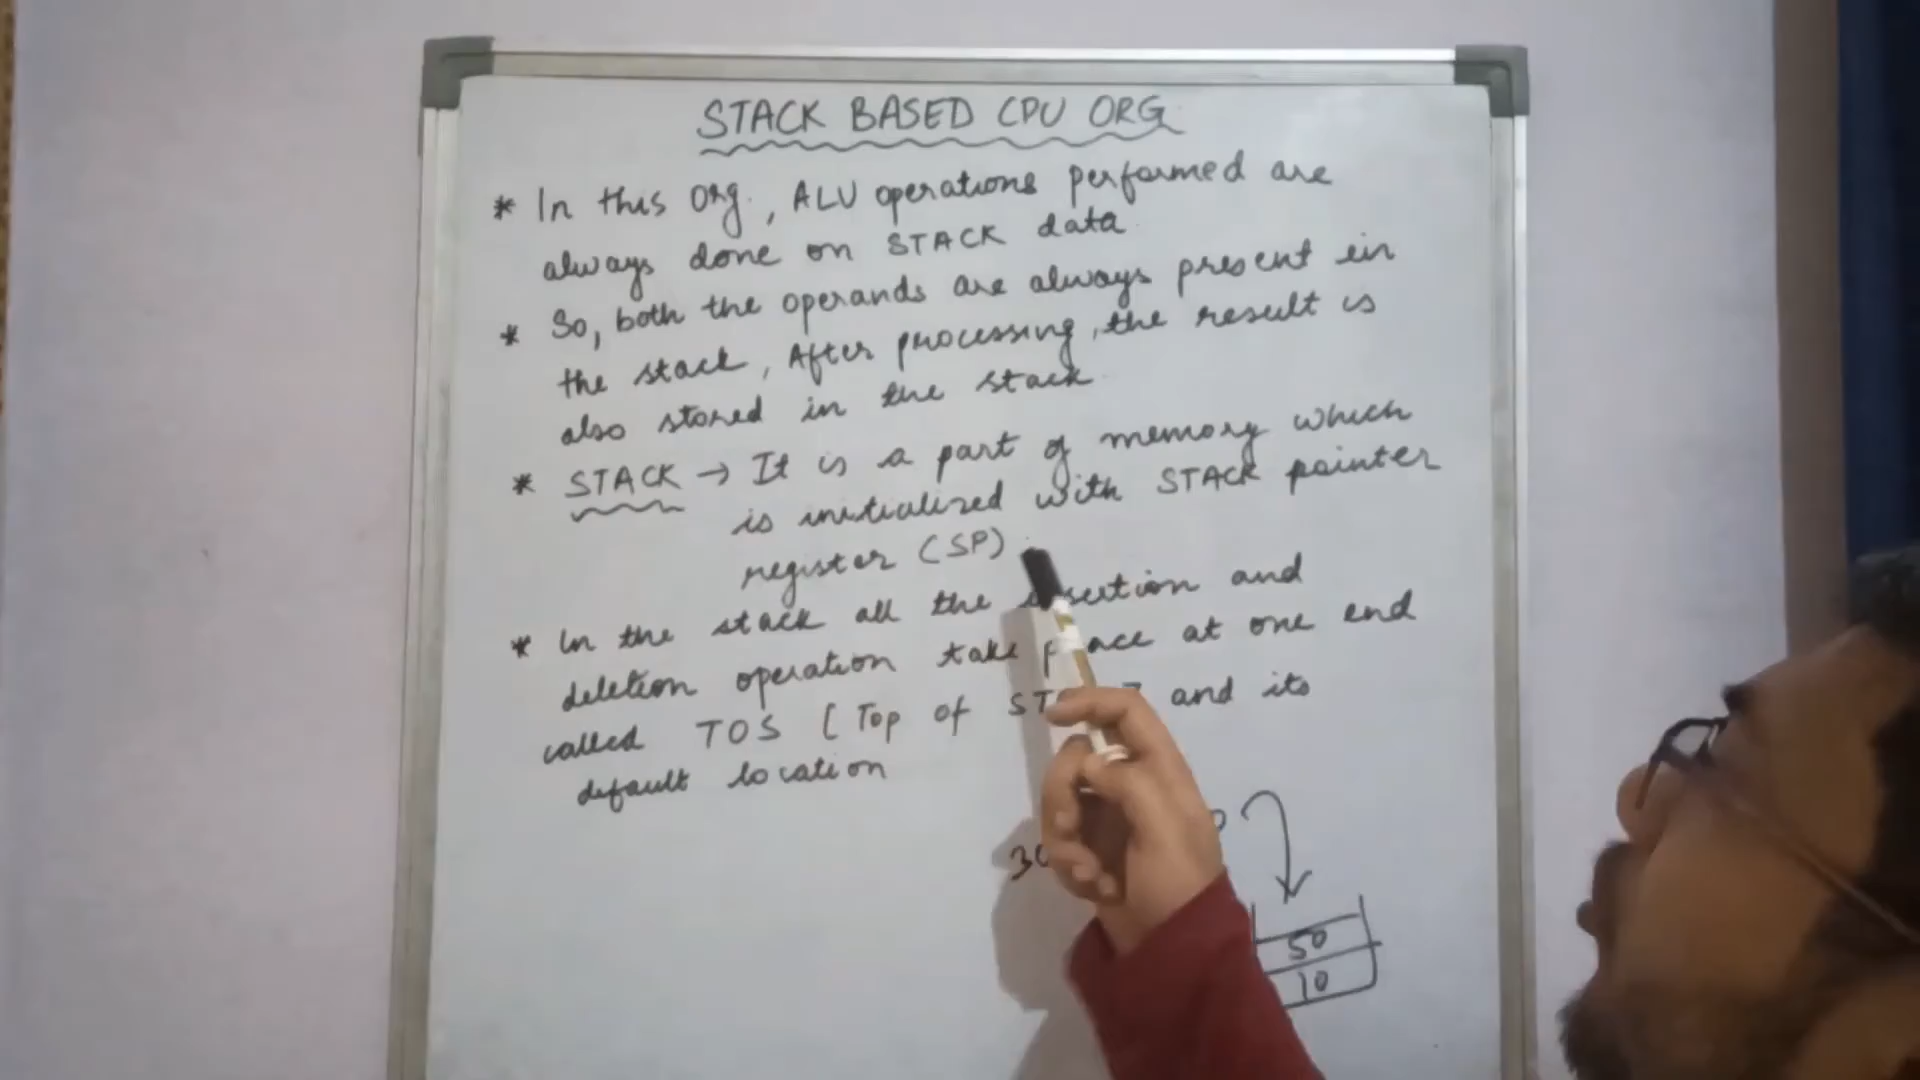 STACK BASED CPU ORG
* In this Org., ALU operations performed are
always done on STACK data
* So, both the operands are always present in
the stack, After processing, the result is
also stored in the stack
* STACK → It is a part of memory which
is initialized with STACK pointer
register (SP)
* In the stack all the and
deletion operation take at one end
called TOS [Top of and its
default location
50
10